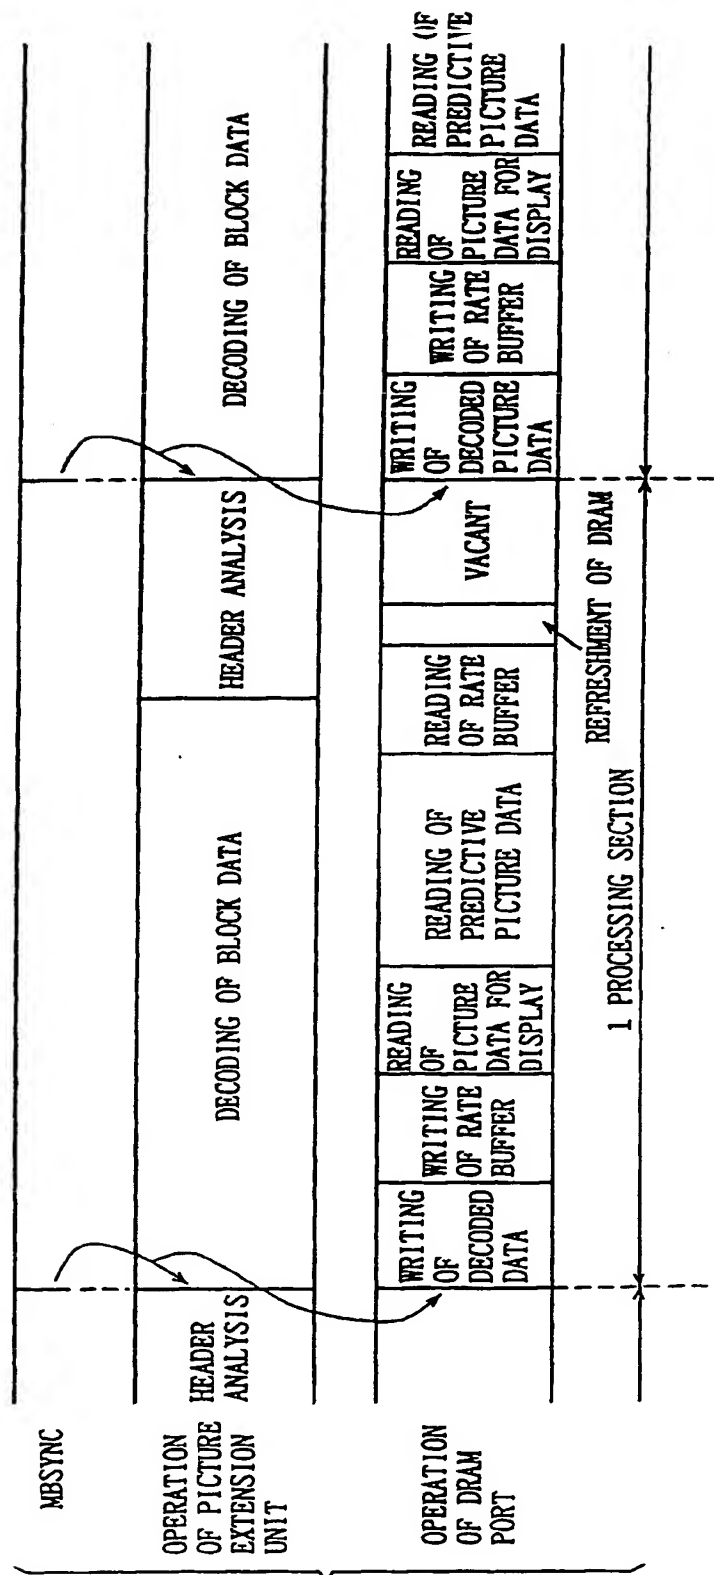 MBSYNC
OPERATION
OF PICTURE
EXTENSION
UNIT
HEADER
ANALYSIS
DECODING OF BLOCK DATA
HEADER ANALYSIS
DECODING OF BLOCK DATA
OPERATION
OF DRAM
PORT
WRITING
OF
DECODED
DATA
WRITING
OF RATE
BUFFER
READING
OF
PICTURE
DATA FOR
DISPLAY
READING OF
PREDICTIVE
PICTURE DATA
READING
OF RATE
BUFFER
VACANT
WRITING
OF
DECODED
PICTURE
DATA
WRITING
OF RATE
BUFFER
READING
OF
PICTURE
DATA FOR
DISPLAY
READING OF
PREDICTIVE
PICTURE
DATA
REFRESHMENT OF DRAM
1 PROCESSING SECTION